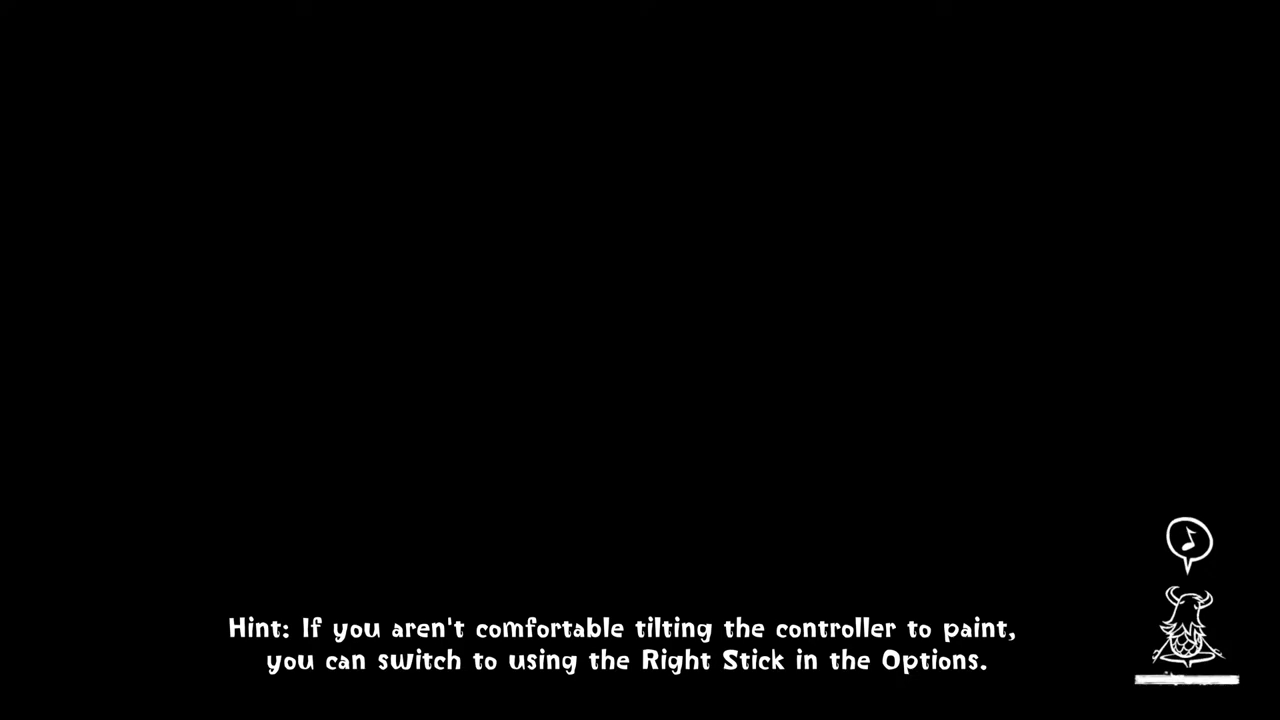 Hint: If you aren't comfortable tilting the controller to paint,
you can switch to using the Right Stick in the Options.